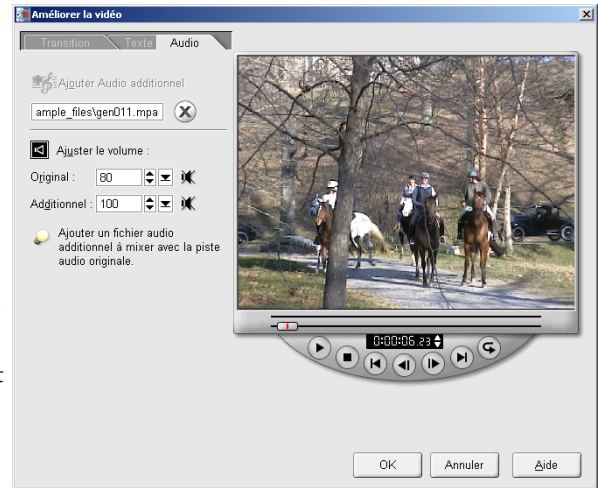 Améliorer la vidéo
Transition Texte Audio
Ajouter Audio additionnel
ample_files\gen011.mpa
Ajuster le volume :
Original : 80
Additionnel : 100
Ajouter un fichier audio
additionnel à mixer avec la piste
audio originale.
0:00:06.23
OK Annuler Aide